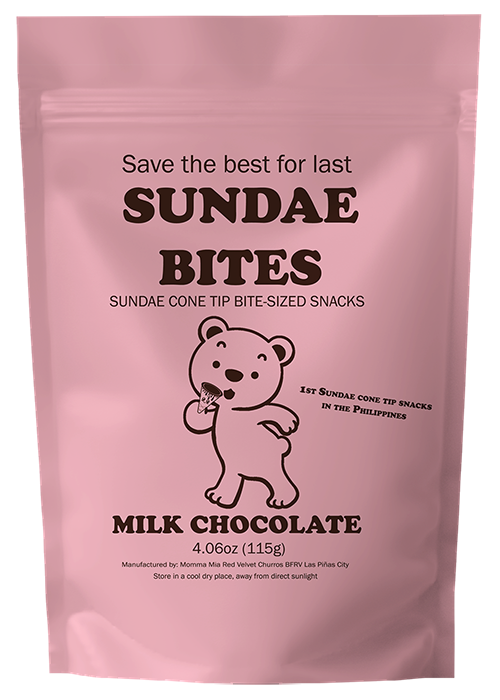 Save the best for last
SUNDAE
BITES
SUNDAE CONE TIP BITE-SIZED SNACKS
1st Sundae cone tip snacks
in the Philippines
MILK CHOCOLATE
4.06oz (115g)
Manufactured by: Momma Mia Red Velvet Churros BFRV Las Piñas City
Store in a cool dry place, away from direct sunlight